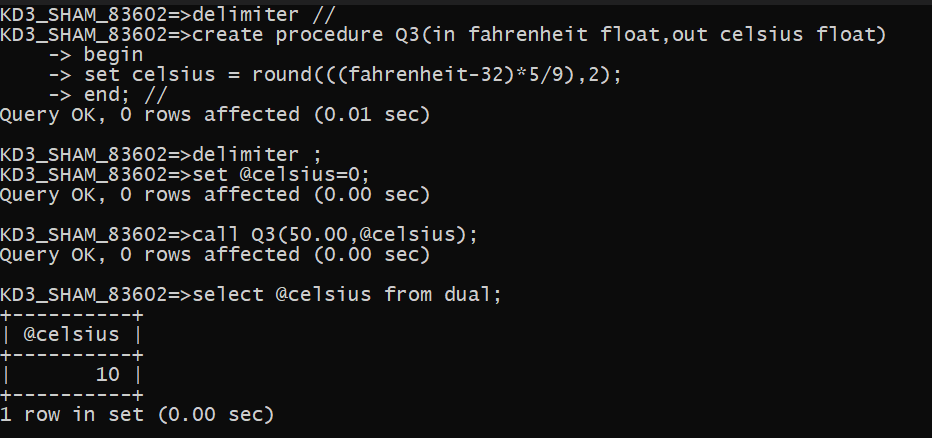 KD3_SHAM_83602=>delimiter //
KD3_SHAM_83602=>create procedure Q3(in fahrenheit float,out celsius float)
    -> begin
    -> set celsius = round(((fahrenheit-32)*5/9),2);
    -> end; //
Query OK, 0 rows affected (0.01 sec)

KD3_SHAM_83602=>delimiter ;
KD3_SHAM_83602=>set @celsius=0;
Query OK, 0 rows affected (0.00 sec)

KD3_SHAM_83602=>call Q3(50.00,@celsius);
Query OK, 0 rows affected (0.00 sec)

KD3_SHAM_83602=>select @celsius from dual;
+----------+
| @celsius |
+----------+
|       10 |
+----------+
1 row in set (0.00 sec)